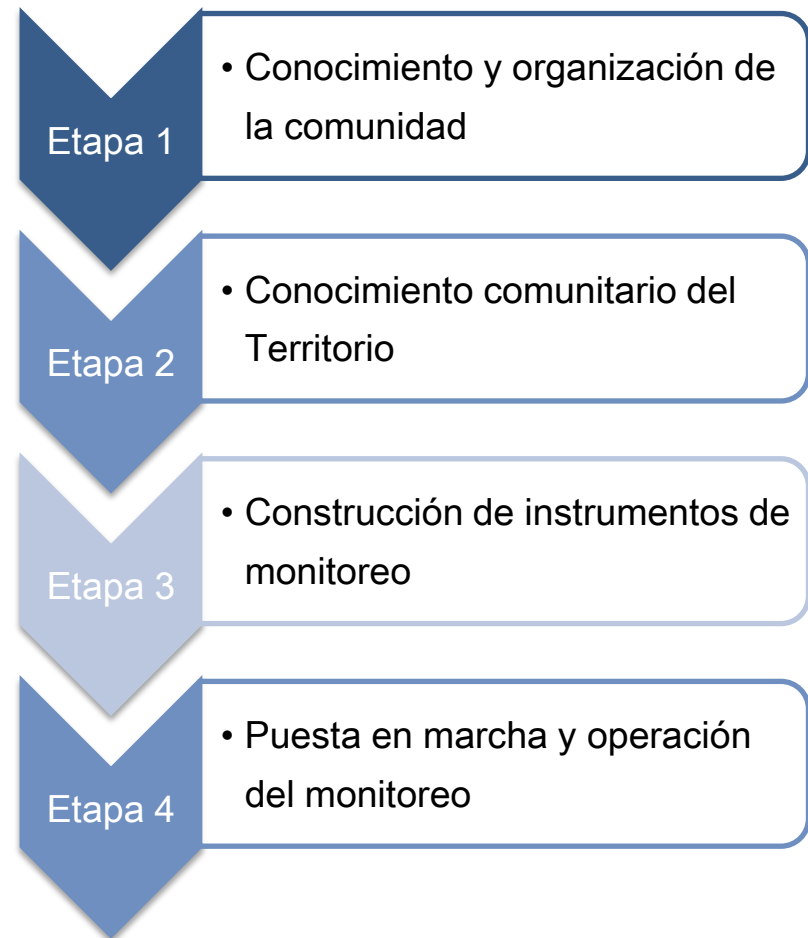 Etapa 1
• Conocimiento y organización de
la comunidad
Etapa 2
• Conocimiento comunitario del
Territorio
Etapa 3
• Construcción de instrumentos de
monitoreo
Etapa 4
• Puesta en marcha y operación
del monitoreo